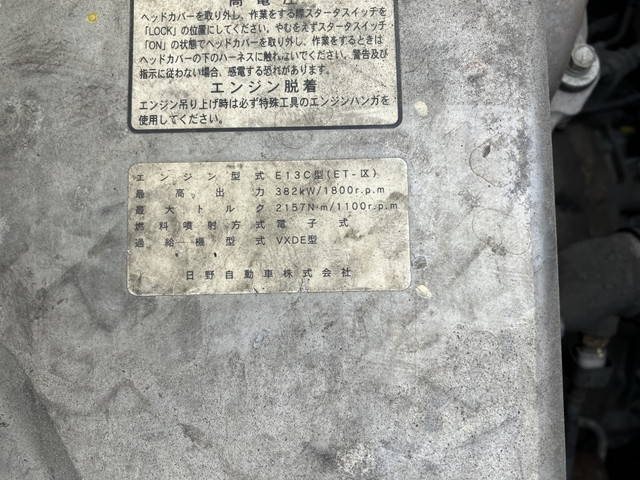 高電圧
ヘッドカバーを取り外し、作業をする際スタータスイッチを
「LOCK」の位置にしてください。やむをえずスタータスイッチ
「ON」の状態でヘッドカバーを取り外し、作業をするときは
ヘッドカバーの下のハーネスに触れないでください。警告及び
指示に従わない場合、感電する恐れがあります。
エンジン脱着
エンジン吊り上げ時は必ず特殊工具のエンジンハンガを
使用してください。
エンジン型式 E13C型(ET-Ⅸ)
最高出力 382kW/1800r.p.m
最大トルク 2157N·m/1100r.p.m
燃料噴射方式 電子式
過給機型式 VXDE型
日野自動車株式会社